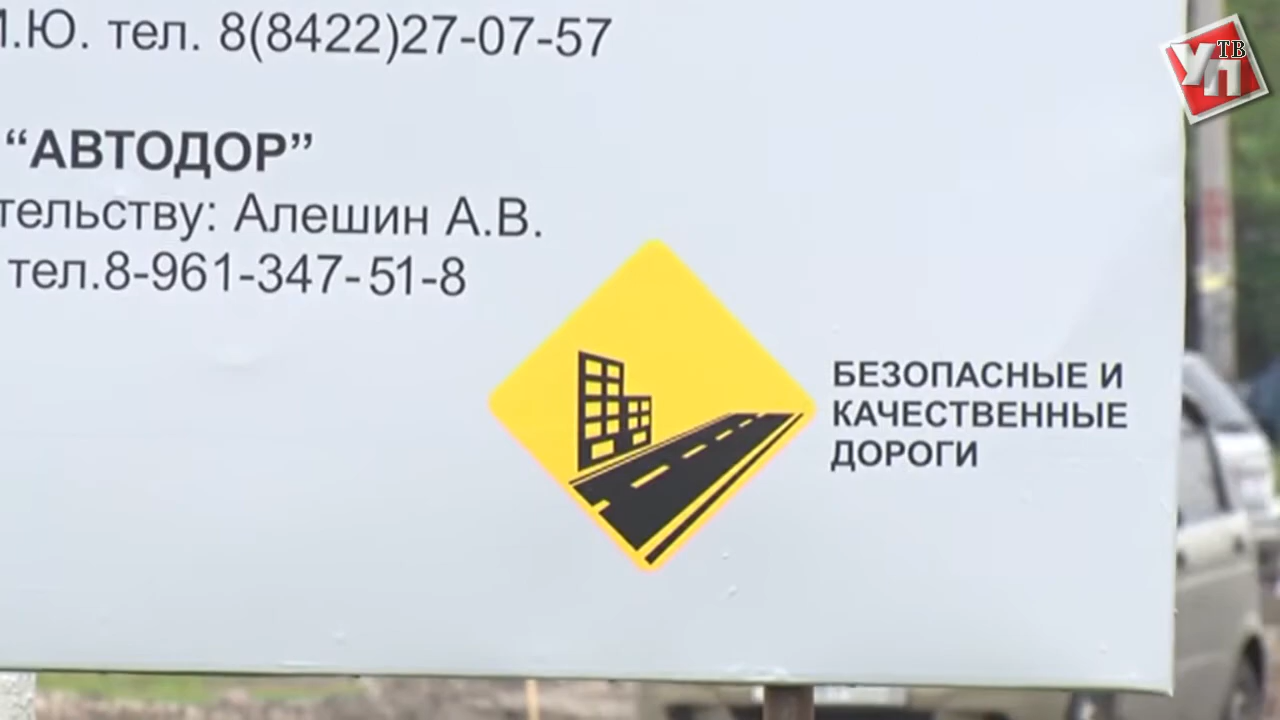 .Ю. тел. 8(8422)27-07-57
“АВТОДОР”
тельству: Алешин А.В.
тел.8-961-347-51-8
БЕЗОПАСНЫЕ И
КАЧЕСТВЕННЫЕ
ДОРОГИ
УП ТВ